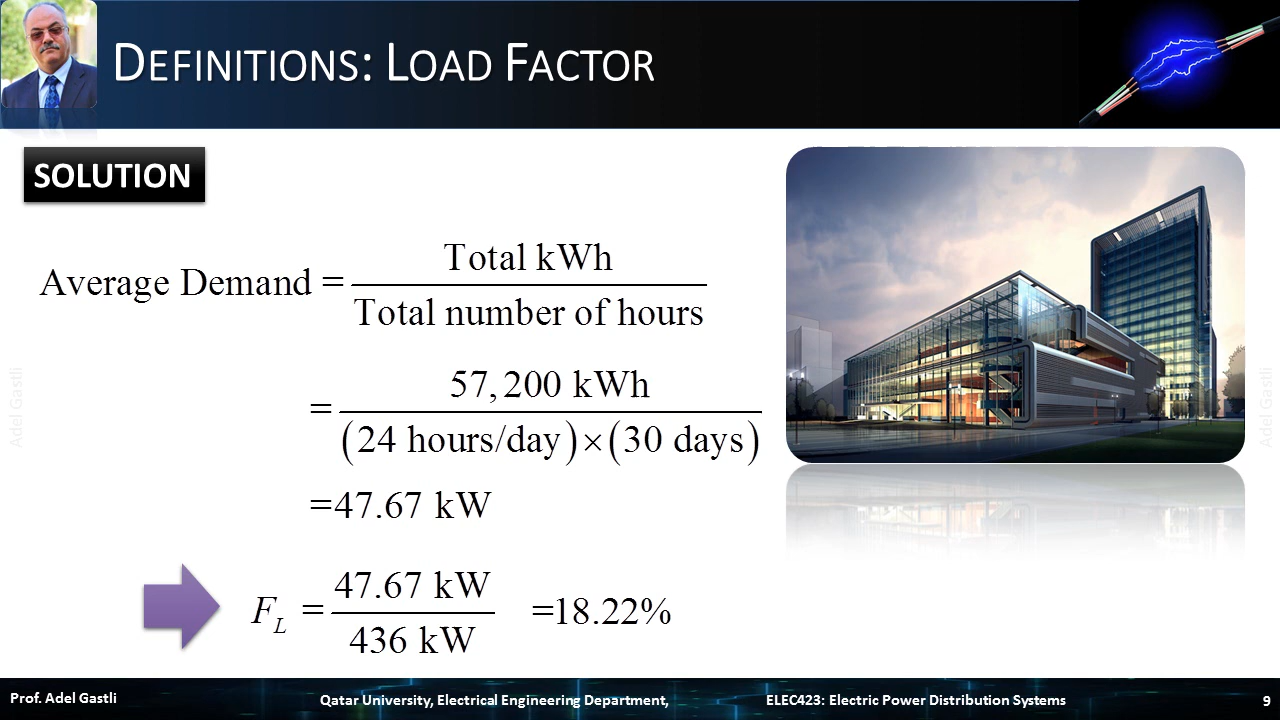 DEFINITIONS: LOAD FACTOR
SOLUTION
Average Demand = Total kWh / Total number of hours
= 57,200 kWh / (24 hours/day)×(30 days)
=47.67 kW
F_L = 47.67 kW / 436 kW =18.22%
Adel Gastli
Adel Gastli
Prof. Adel Gastli Qatar University, Electrical Engineering Department, ELEC423: Electric Power Distribution Systems 9